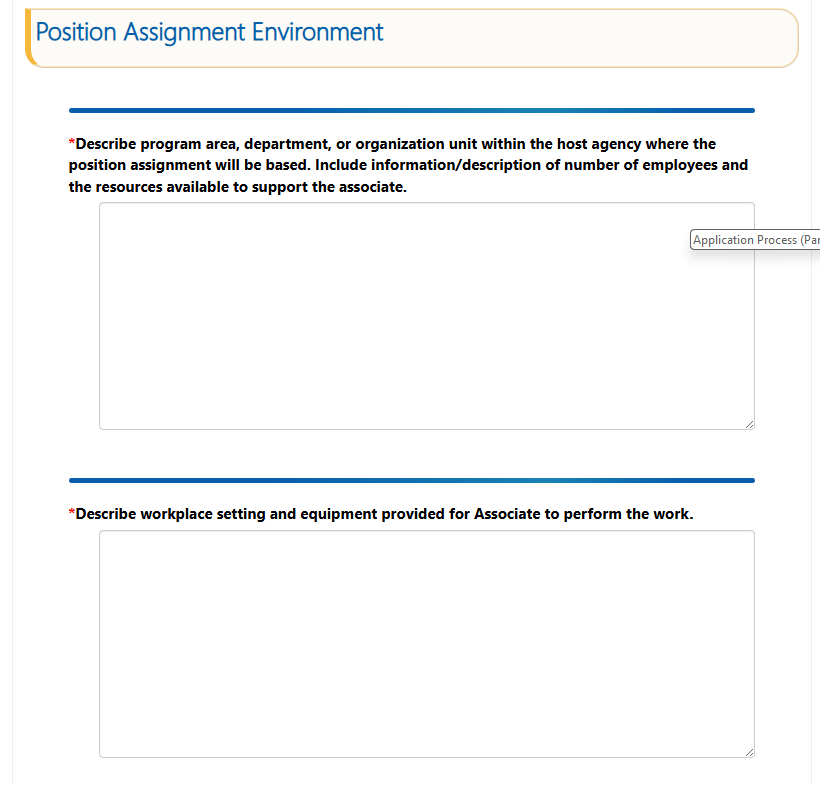 Position Assignment Environment
*Describe program area, department, or organization unit within the host agency where the
position assignment will be based. Include information/description of number of employees and
the resources available to support the associate.
Application Process (Par
*Describe workplace setting and equipment provided for Associate to perform the work.